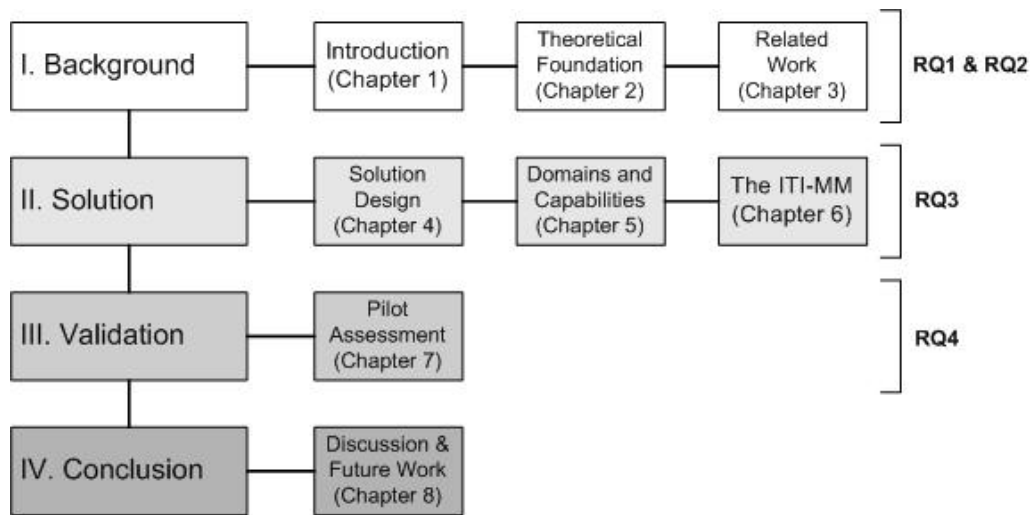 I. Background
Introduction
(Chapter 1)
Theoretical
Foundation
(Chapter 2)
Related
Work
(Chapter 3)
RQ1 & RQ2
II. Solution
Solution
Design
(Chapter 4)
Domains and
Capabilities
(Chapter 5)
The ITI-MM
(Chapter 6)
RQ3
III. Validation
Pilot
Assessment
(Chapter 7)
RQ4
IV. Conclusion
Discussion &
Future Work
(Chapter 8)